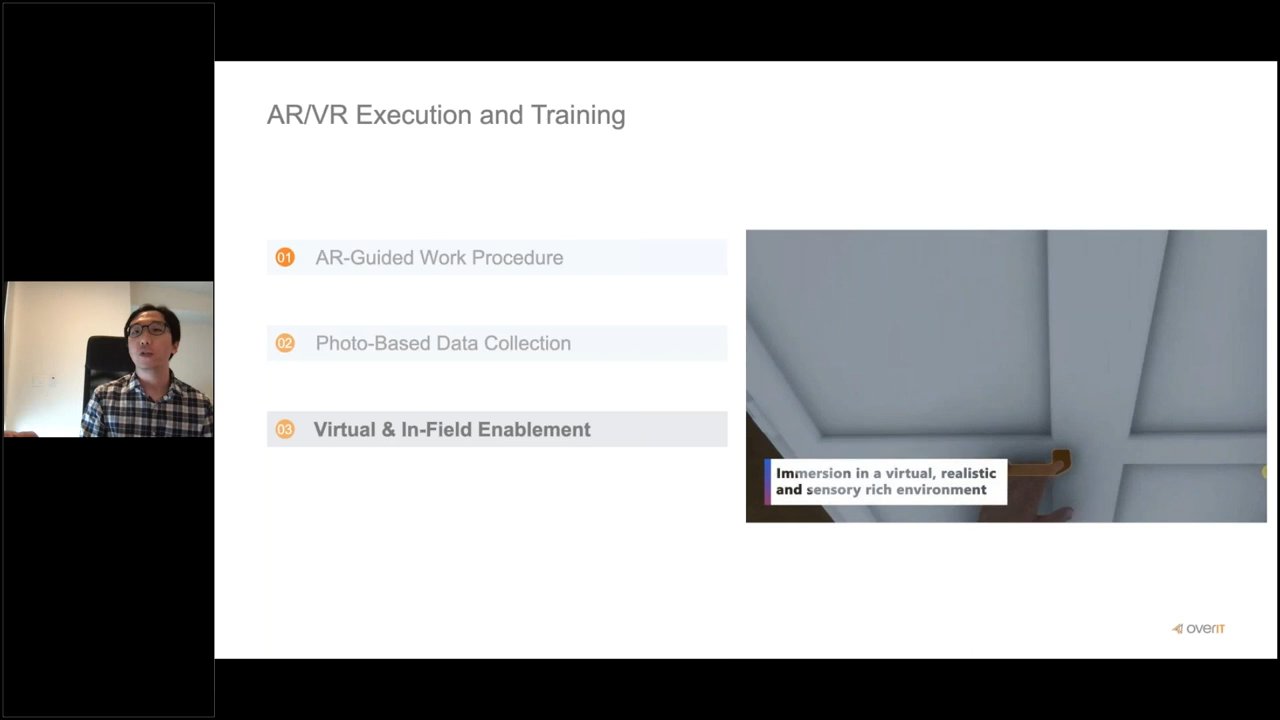 AR/VR Execution and Training
01 AR-Guided Work Procedure
02 Photo-Based Data Collection
03 Virtual & In-Field Enablement
Immersion in a virtual, realistic
and sensory rich environment
overIT